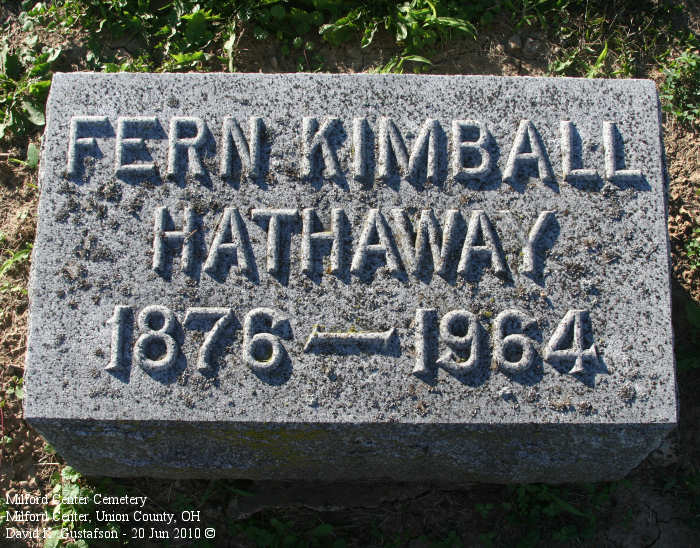 FERN KIMBALL
HATHAWAY
1876 — 1964
Milford Center Cemetery
Milford Center, Union County, OH
David K. Gustafson - 20 Jun 2010 ©